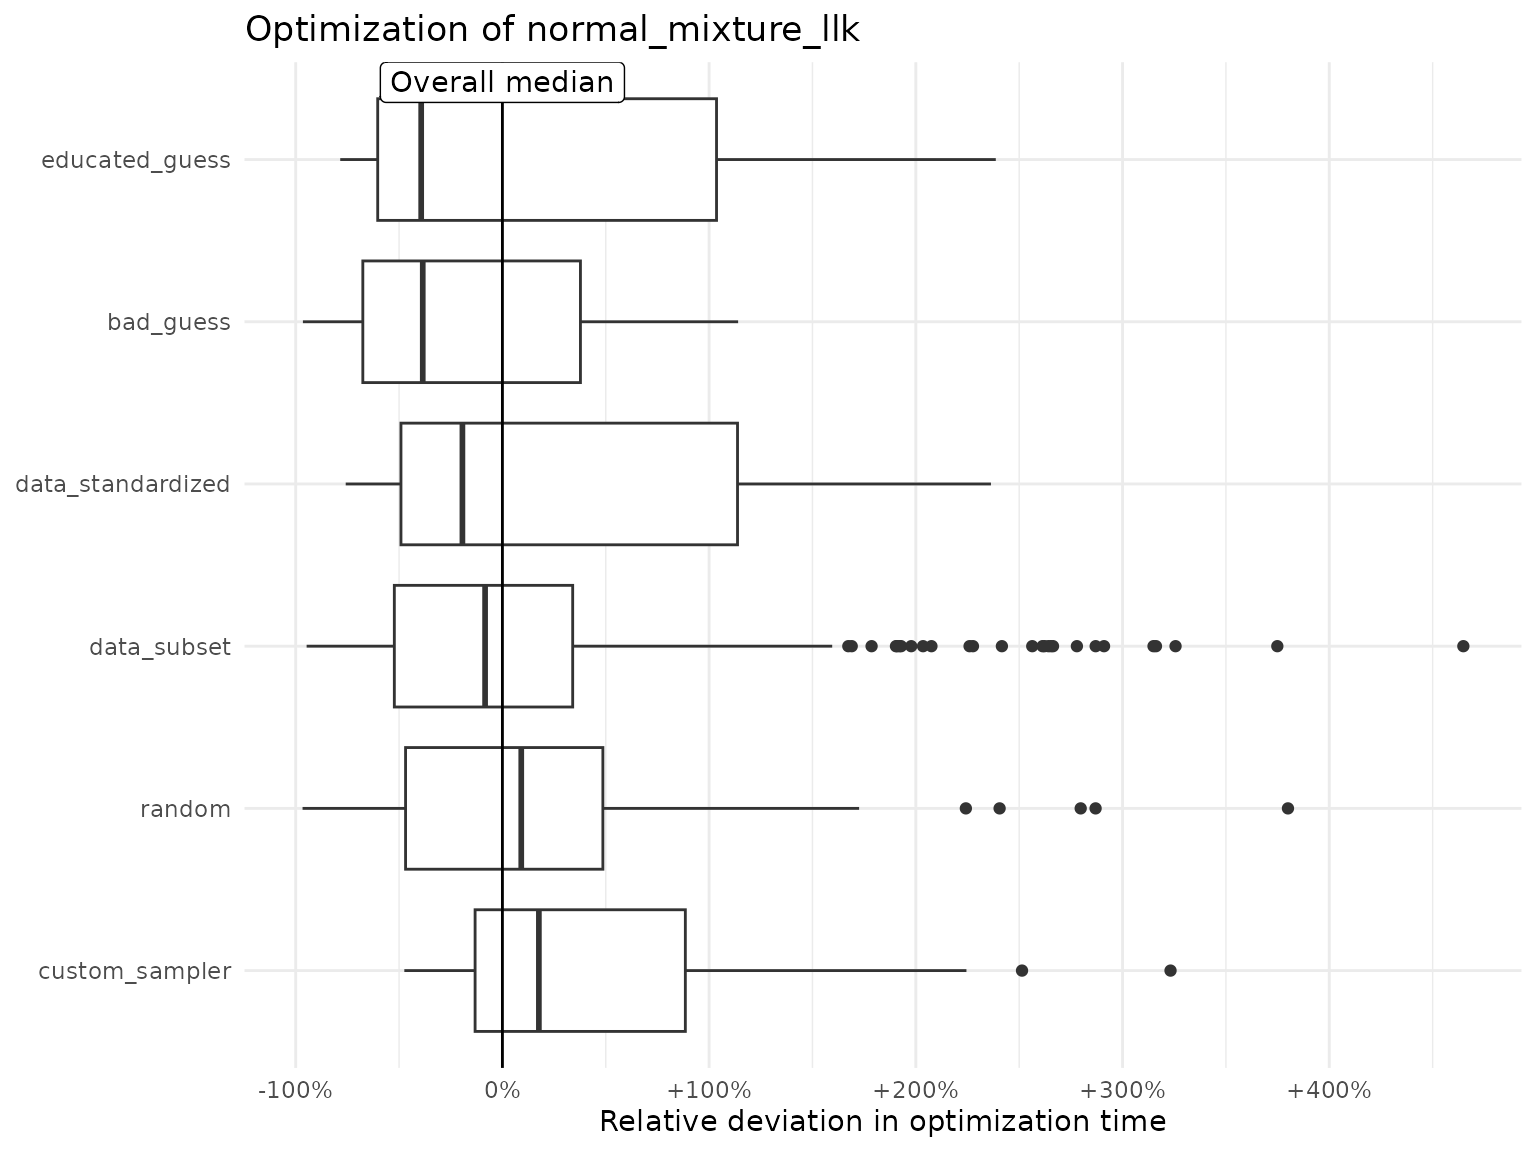 Optimization of normal_mixture_llk
Overall median
educated_guess
bad_guess
data_standardized
data_subset
random
custom_sampler
-100% 0% +100% +200% +300% +400%
Relative deviation in optimization time